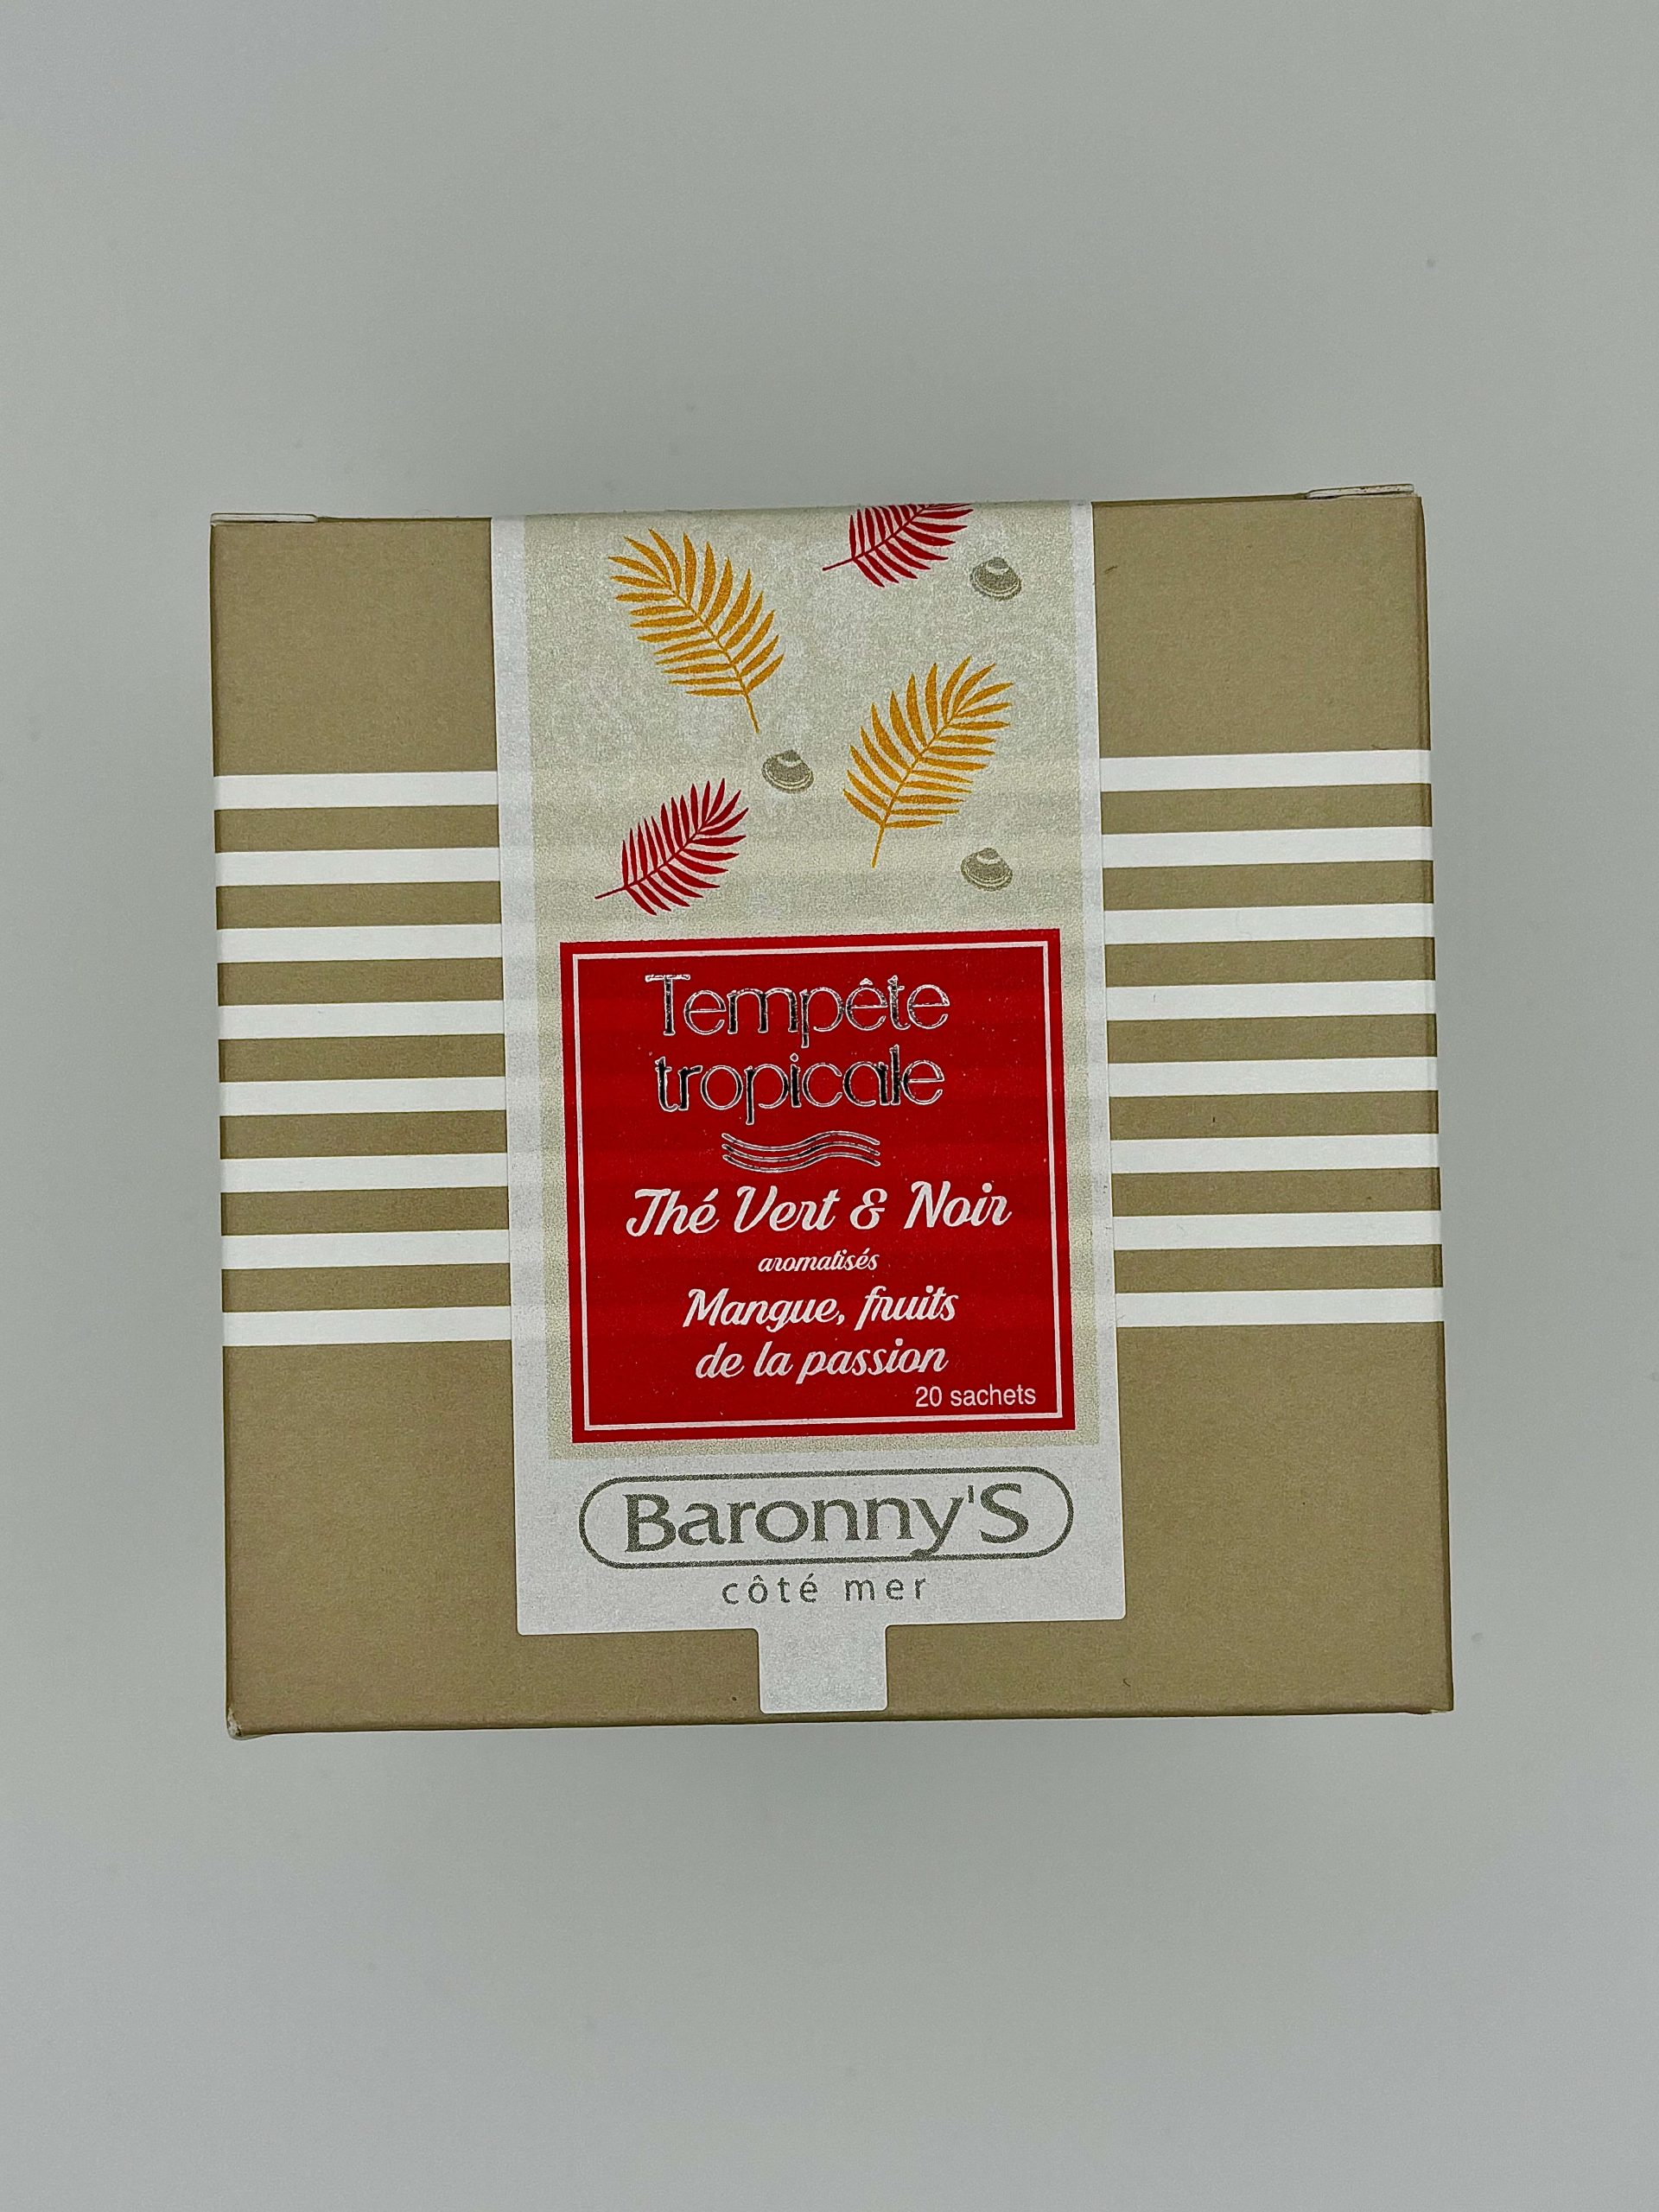 Tempête
tropicale
Thé Vert & Noir
aromatisés
Mangue, fruits
de la passion
20 sachets
Baronny'S
côté mer